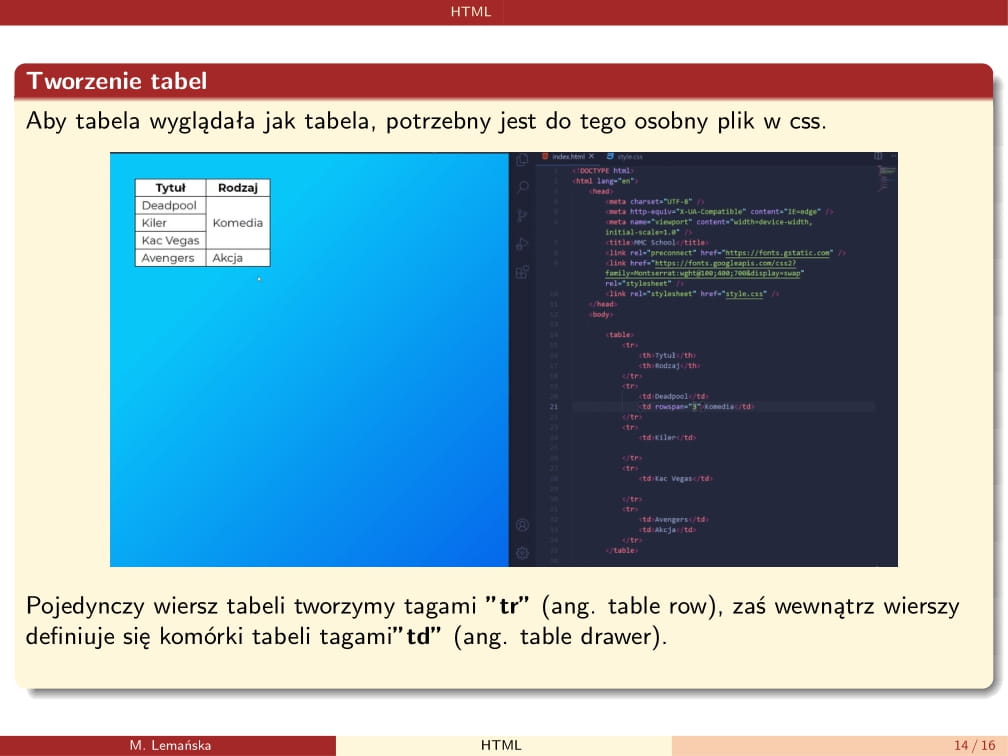 HTML
Tworzenie tabel
Aby tabela wyglądała jak tabela, potrzebny jest do tego osobny plik w css.
Tytuł Rodzaj
Deadpool
Kiler Komedia
Kac Vegas
Avengers Akcja
index.html style.css
<!DOCTYPE html>
<html lang="en">
<head>
<meta charset="UTF-8" />
<meta http-equiv="X-UA-Compatible" content="IE=edge" />
<meta name="viewport" content="width=device-width,
initial-scale=1.0" />
<title>MMC School</title>
<link rel="preconnect" href="https://fonts.gstatic.com" />
<link href="https://fonts.googleapis.com/css2?
family=Montserrat:wght@100;400;700&display=swap"
rel="stylesheet" />
<link rel="stylesheet" href="style.css" />
</head>
<body>
<table>
<tr>
<th>Tytuł</th>
<th>Rodzaj</th>
</tr>
<tr>
<td>Deadpool</td>
21 <td rowspan="3">Komedia</td>
</tr>
<tr>
<td>Kiler</td>
</tr>
<tr>
<td>Kac Vegas</td>
</tr>
<tr>
<td>Avengers</td>
<td>Akcja</td>
</tr>
</table>
Pojedynczy wiersz tabeli tworzymy tagami ”tr” (ang. table row), zaś wewnątrz wierszy
definiuje się komórki tabeli tagami”td” (ang. table drawer).
M. Lemańska HTML 14 / 16